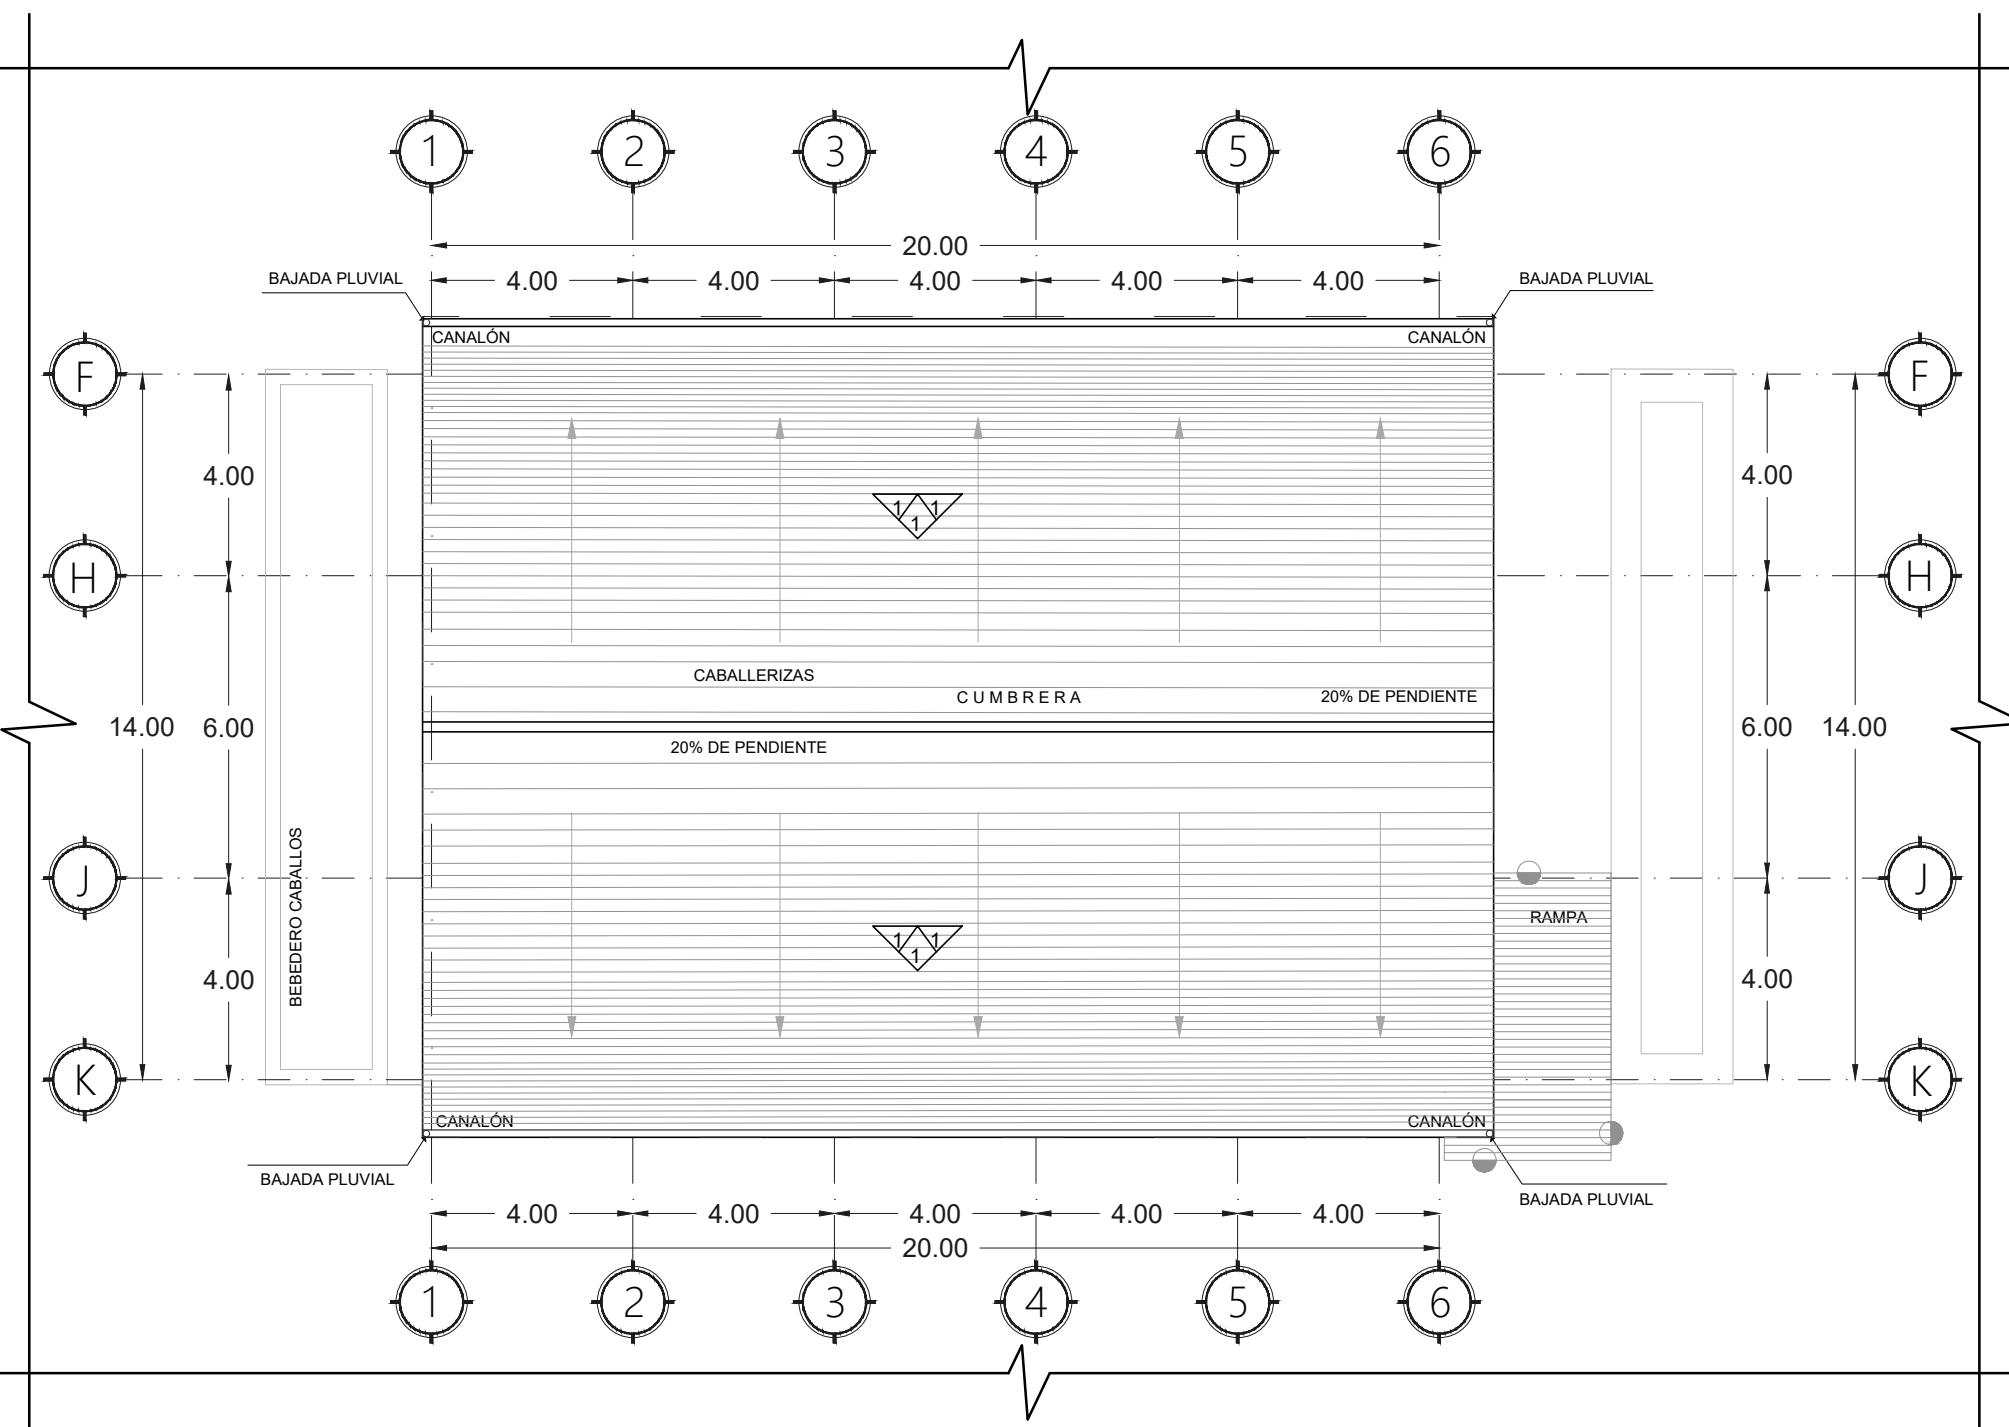 1 2 3 4 5 6
20.00
BAJADA PLUVIAL 4.00 4.00 4.00 4.00 4.00 BAJADA PLUVIAL
CANALÓN CANALÓN
F F
4.00 4.00
1 1
1
H H
CABALLERIZAS
CUMBRERA 20% DE PENDIENTE
14.00 6.00 6.00 14.00
20% DE PENDIENTE
BEBEDERO CABALLOS
J J
RAMPA
1 1
1
4.00 4.00
K K
CANALÓN CANALÓN
BAJADA PLUVIAL BAJADA PLUVIAL
4.00 4.00 4.00 4.00 4.00
20.00
1 2 3 4 5 6